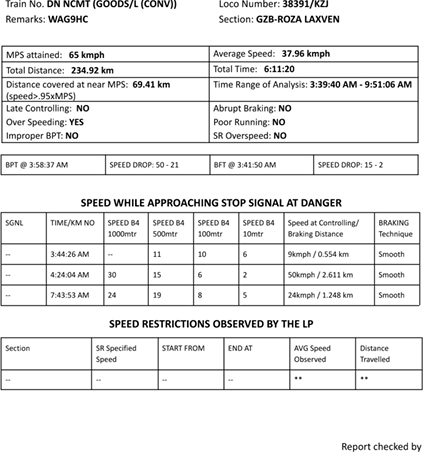 Train No. DN NCMT (GOODS/L (CONV)) Loco Number: 38391/KZJ
Remarks: WAG9HC Section: GZB-ROZA LAXVEN
MPS attained: 65 kmph Average Speed: 37.96 kmph
Total Distance: 234.92 km Total Time: 6:11:20
Distance covered at near MPS: 69.41 km Time Range of Analysis: 3:39:40 AM - 9:51:06 AM
(speed>.95xMPS)
Late Controlling: NO Abrupt Braking: NO
Over Speeding: YES Poor Running: NO
Improper BPT: NO SR Overspeed: NO
BPT @ 3:58:37 AM SPEED DROP: 50 - 21 BFT @ 3:41:50 AM SPEED DROP: 15 - 2
SPEED WHILE APPROACHING STOP SIGNAL AT DANGER
SGNL TIME/KM NO SPEED B4 SPEED B4 SPEED B4 SPEED B4 Speed at Controlling/ BRAKING
1000mtr 500mtr 100mtr 10mtr Braking Distance Technique
-- 3:44:26 AM -- 11 10 6 9kmph / 0.554 km Smooth
-- 4:24:04 AM 30 15 6 2 50kmph / 2.611 km Smooth
-- 7:43:53 AM 24 19 8 5 24kmph / 1.248 km Smooth
SPEED RESTRICTIONS OBSERVED BY THE LP
Section SR Specified START FROM END AT AVG Speed Distance
Speed Observed Travelled
-- -- -- -- ** **
Report checked by